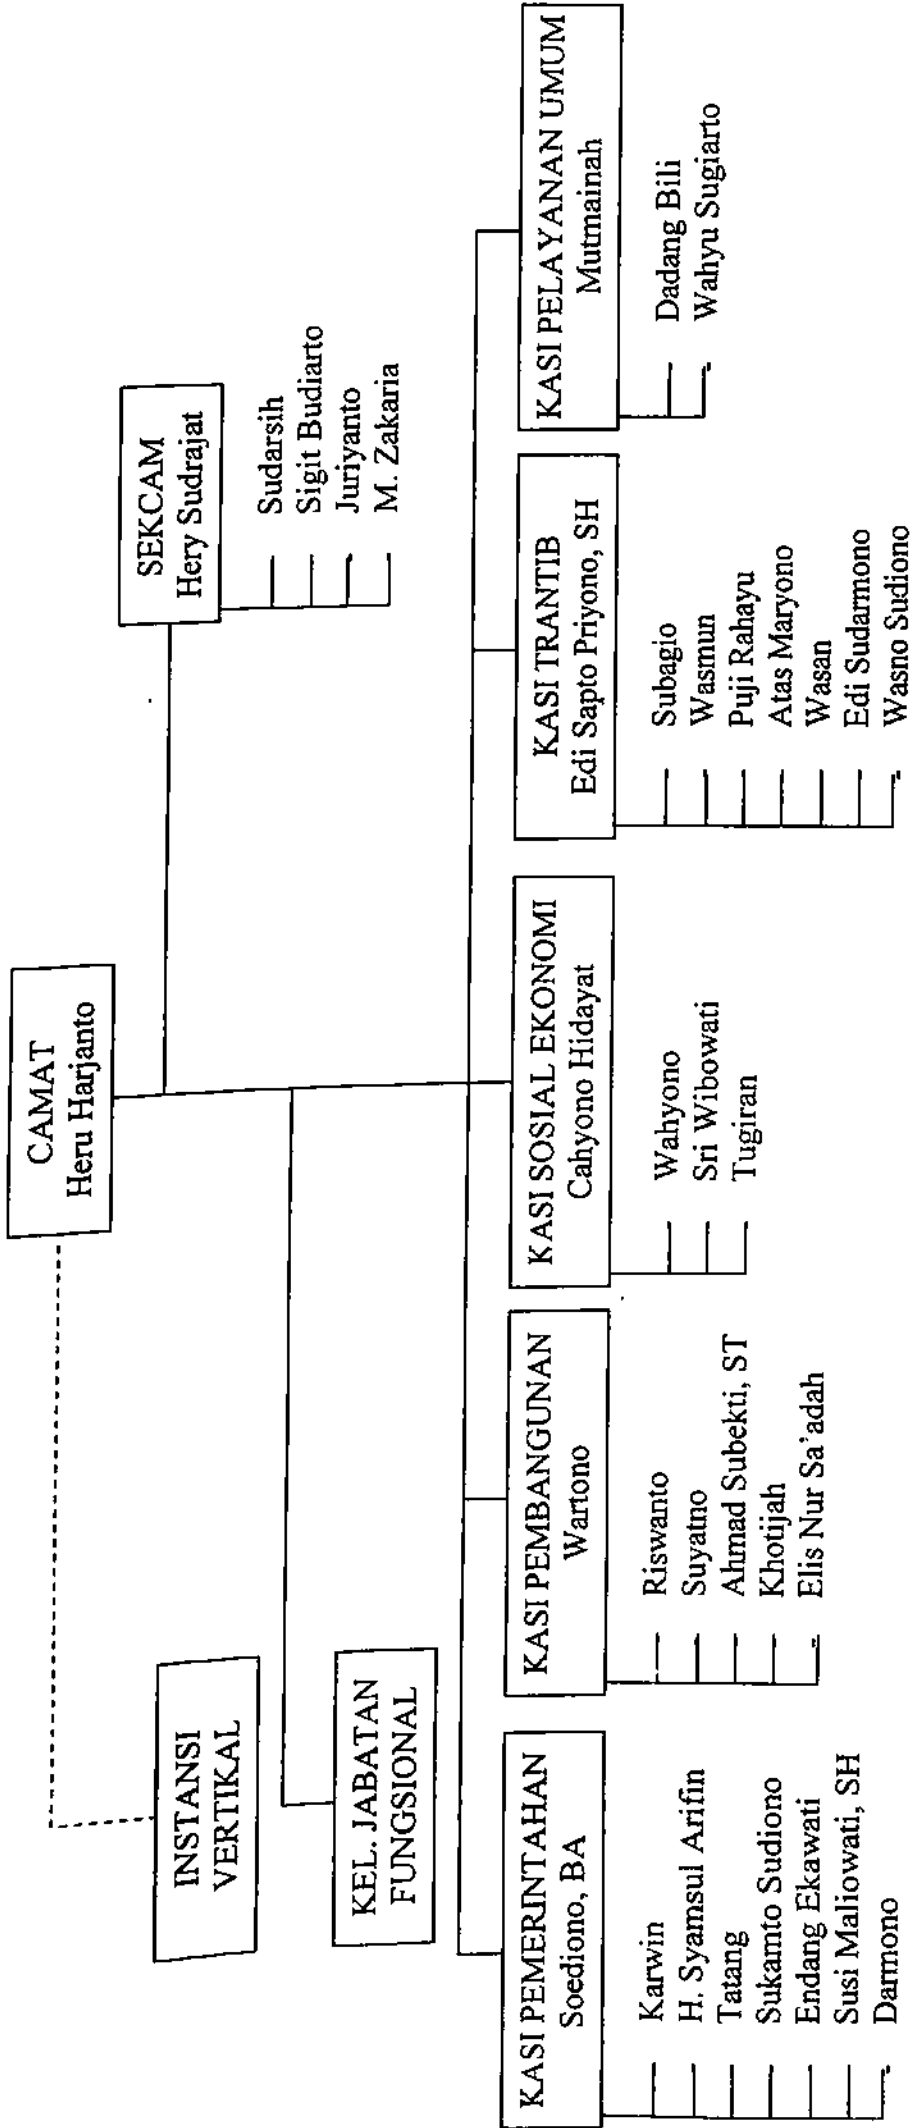 CAMAT
Heru Harjanto
SEKCAM
Hery Sudrajat
Sudarsih
Sigit Budiarto
Juriyanto
M. Zakaria
INSTANSI
VERTIKAL
KEL. JABATAN
FUNGSIONAL
KASI PEMERINTAHAN
Soediono, BA
Karwin
H. Syamsul Arifin
Tatang
Sukamto Sudiono
Endang Ekawati
Susi Maliowati, SH
Darmono
KASI PEMBANGUNAN
Wartono
Riswanto
Suyatno
Ahmad Subekti, ST
Khotijah
Elis Nur Sa'adah
KASI SOSIAL EKONOMI
Cahyono Hidayat
Wahyono
Sri Wibowati
Tugiran
KASI TRANTIB
Edi Sapto Priyono, SH
Subagio
Wasmun
Puji Rahayu
Atas Maryono
Wasan
Edi Sudarmono
Wasno Sudiono
KASI PELAYANAN UMUM
Mutmainah
Dadang Bili
Wahyu Sugiarto